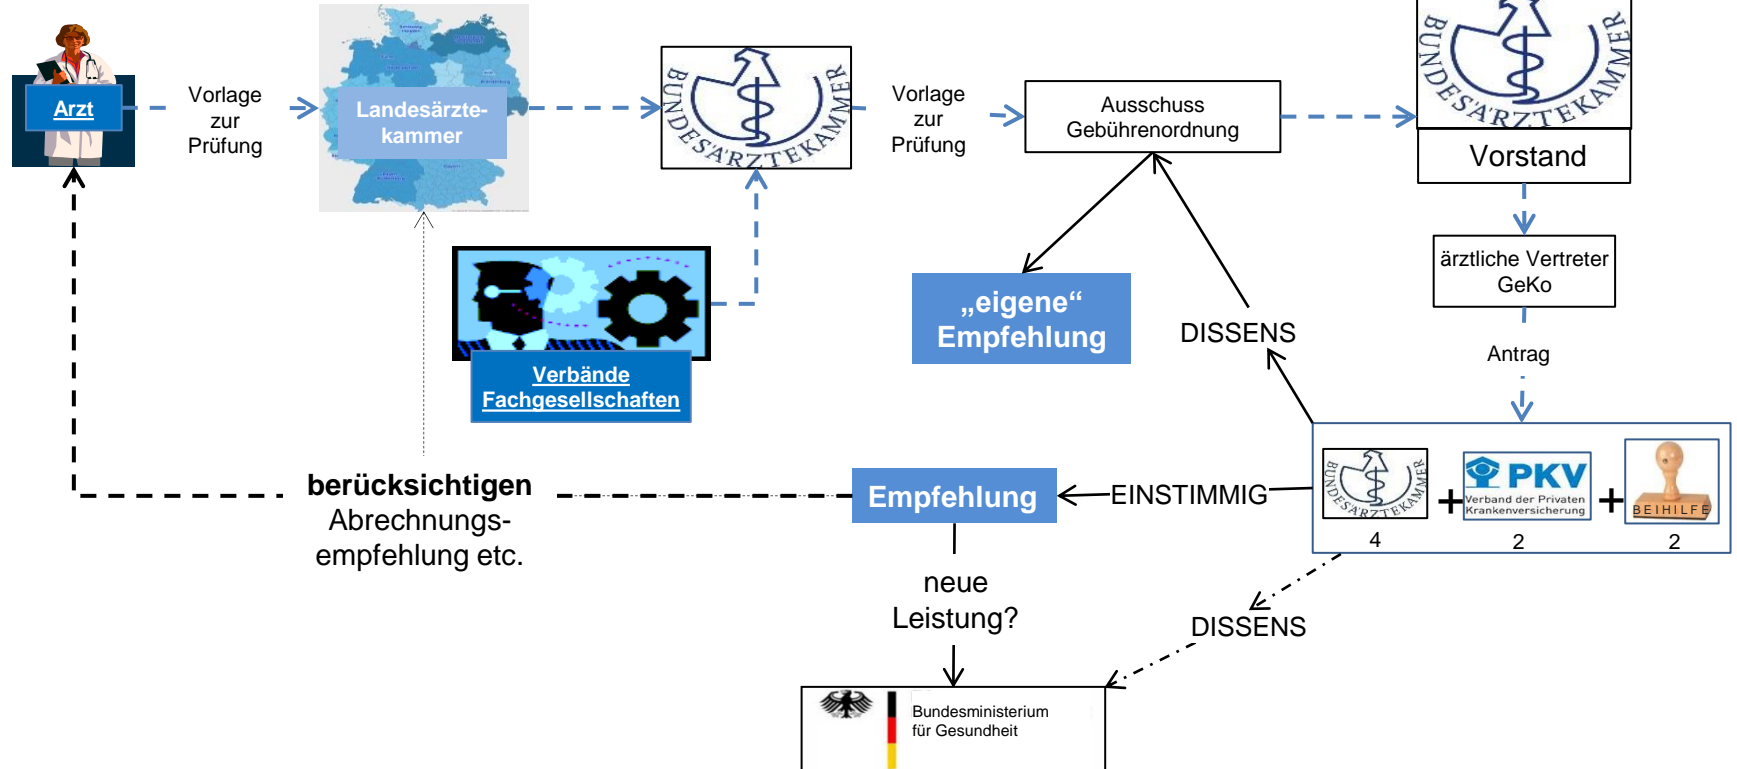 Arzt
Vorlage
zur
Prüfung
Landesärzte-
kammer
BUNDESÄRZTEKAMMER
Vorlage
zur
Prüfung
Ausschuss
Gebührenordnung
BUNDESÄRZTEKAMMER
Vorstand
ärztliche Vertreter
GeKo
Antrag
Verbände
Fachgesellschaften
„eigene“
Empfehlung
DISSENS
berücksichtigen
Abrechnungs-
empfehlung etc.
Empfehlung
EINSTIMMIG
BUNDESÄRZTEKAMMER
4
+
PKV
Verband der Privaten
Krankenversicherung
2
+
BEIHILFE
2
neue
Leistung?
DISSENS
Bundesministerium
für Gesundheit